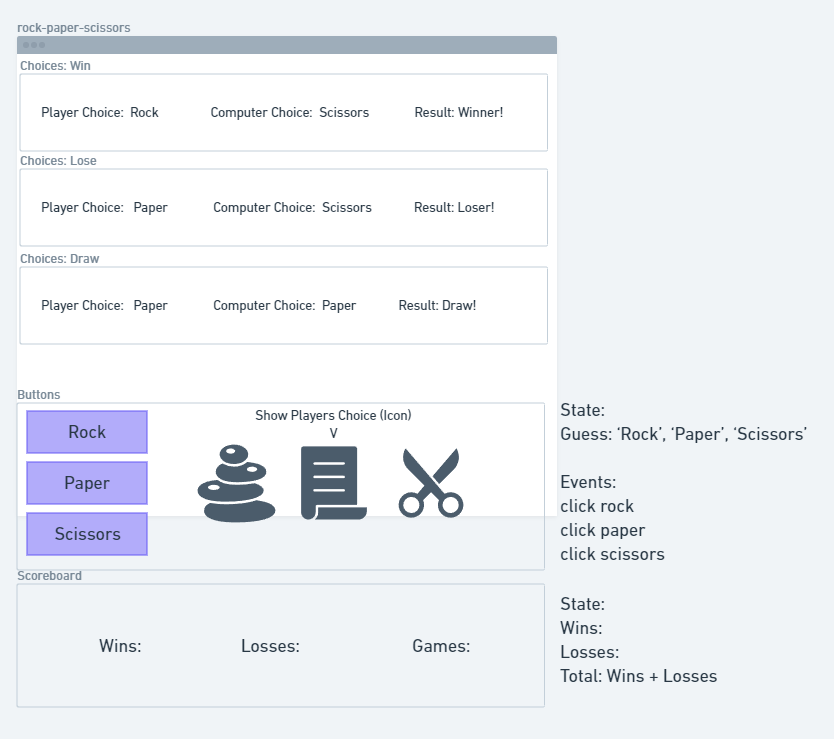 rock-paper-scissors
Choices: Win
Player Choice: Rock Computer Choice: Scissors Result: Winner!
Choices: Lose
Player Choice: Paper Computer Choice: Scissors Result: Loser!
Choices: Draw
Player Choice: Paper Computer Choice: Paper Result: Draw!
Buttons
Rock
Paper
Scissors
Show Players Choice (Icon)
V
State:
Guess: ‘Rock’, ‘Paper’, ‘Scissors’
Events:
click rock
click paper
click scissors
Scoreboard
Wins: Losses: Games:
State:
Wins:
Losses:
Total: Wins + Losses